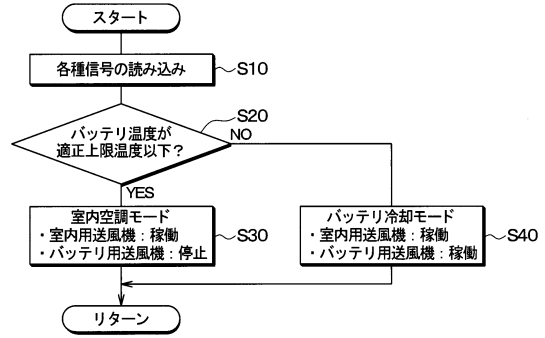 スタート
各種信号の読み込み
S10
バッテリ温度が
適正上限温度以下？
S20
NO
YES
室内空調モード
・室内用送風機：稼働
・バッテリ用送風機：停止
S30
バッテリ冷却モード
・室内用送風機：稼働
・バッテリ用送風機：稼働
S40
リターン